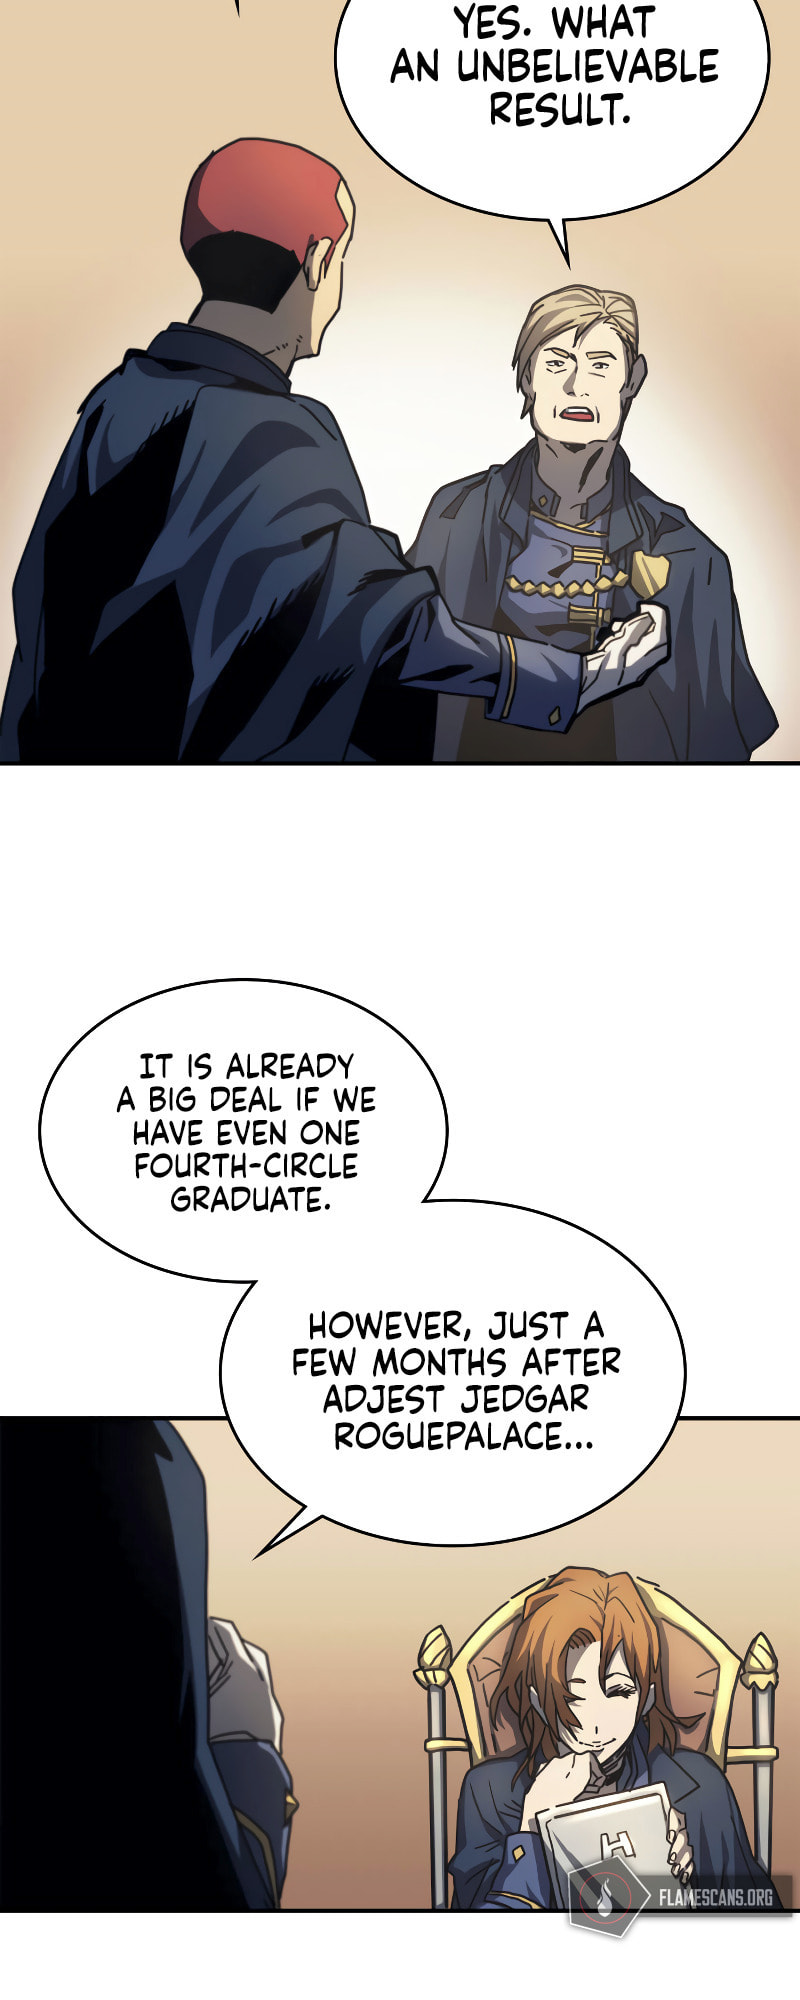 YES. WHAT
AN UNBELIEVABLE
RESULT.
IT IS ALREADY
A BIG DEAL IF WE
HAVE EVEN ONE
FOURTH-CIRCLE
GRADUATE.
HOWEVER, JUST A
FEW MONTHS AFTER
ADJEST JEDGAR
ROGUEPALACE...
H
FLAMESCANS.ORG